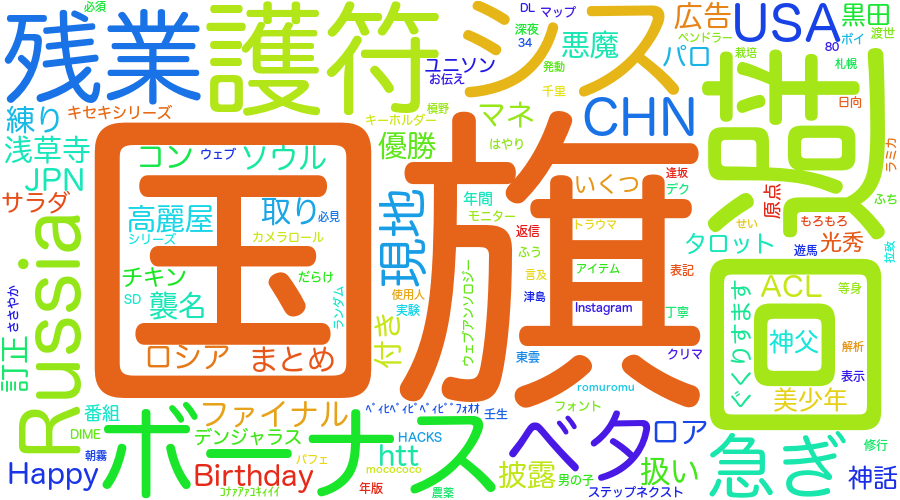 必須
残業
護符
シス
DL
マップ
深夜
34
悪魔
広告
USA
黒田
渡世
ペンドラー
ボイ
パロ
80
ユニソン
お伝え
発動
栽培
札幌
千里
日向
練り
キセキシリーズ
キーホルダー
槙野
マネ
CHN
避
浅草寺
JPN
優勝
はやり
コン
ウェブ
ソウル
ラミカ
逢坂
デク
いくつ
原点
サラダ
国旗
高麗屋
シリーズ
取り
必見
年間
モニター
トラウマ
せい
ふち
もろもろ
現地
返信
ふう
タロット
遊馬
光秀
拉致
カメラロール
言及
アイテム
表記
チキン
だらけ
ささやか
SD
襲名
ランダム
使用人
実験
津島
Instagram
丁寧
ウェブアンソロジー
ACL
等身
回
Russia
神父
解析
訂正
ロシア
まとめ
付き
東雲
クリマ
表示
romuromu
ぐくりすます
美少年
番組
ファイナル
ﾍﾞｨﾋﾍﾞｨﾋﾞﾍﾞｨﾋﾞﾌｫｵｵ
壬生
フォント
DIME
ボーナス
デンジャラス
HACKS
ベタ
ロア
急ぎ
修行
朝霧
パフェ
htt
mocococo
Happy
Birthday
ｺﾅｧｱｧﾕｷｨｲｲ
年版
農薬
披露
男の子
扱い
ステップネクスト
神話